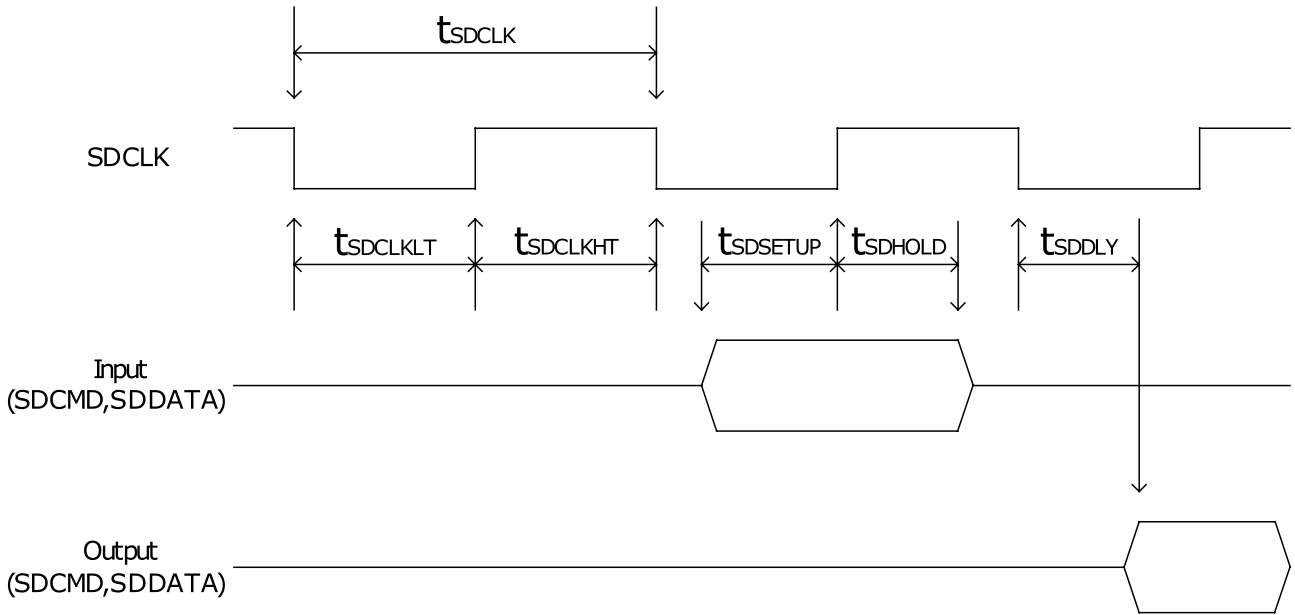 tSDCLK
SDCLK
tSDCLKLT
tSDCLKHT
tSDSETUP
tSDHOLD
tSDDLY
Input
(SDCMD,SDDATA)
Output
(SDCMD,SDDATA)